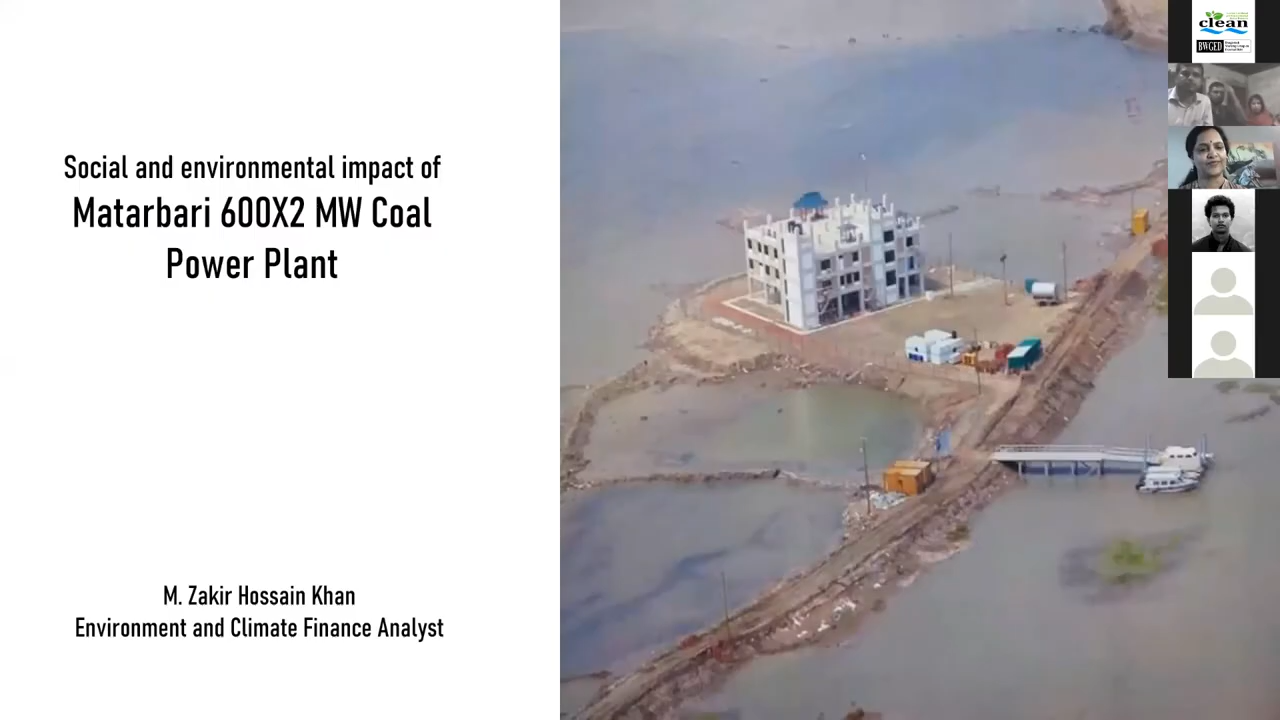 Social and environmental impact of
Matarbari 600X2 MW Coal
Power Plant
M. Zakir Hossain Khan
Environment and Climate Finance Analyst
clean
BWGED